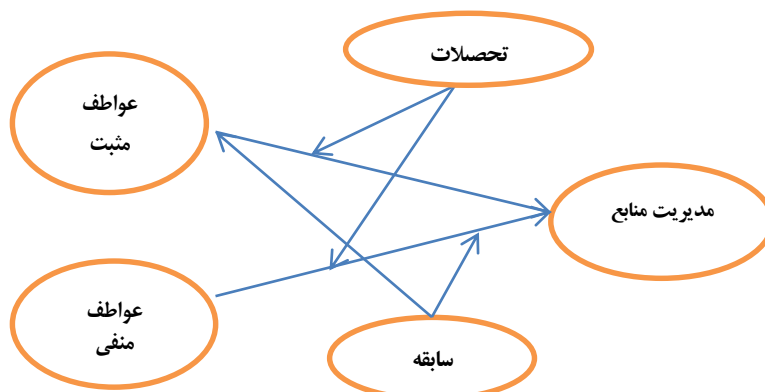 تحصلات
عواطف
مثبت
مدیریت منابع
عواطف
منفی
سابقه